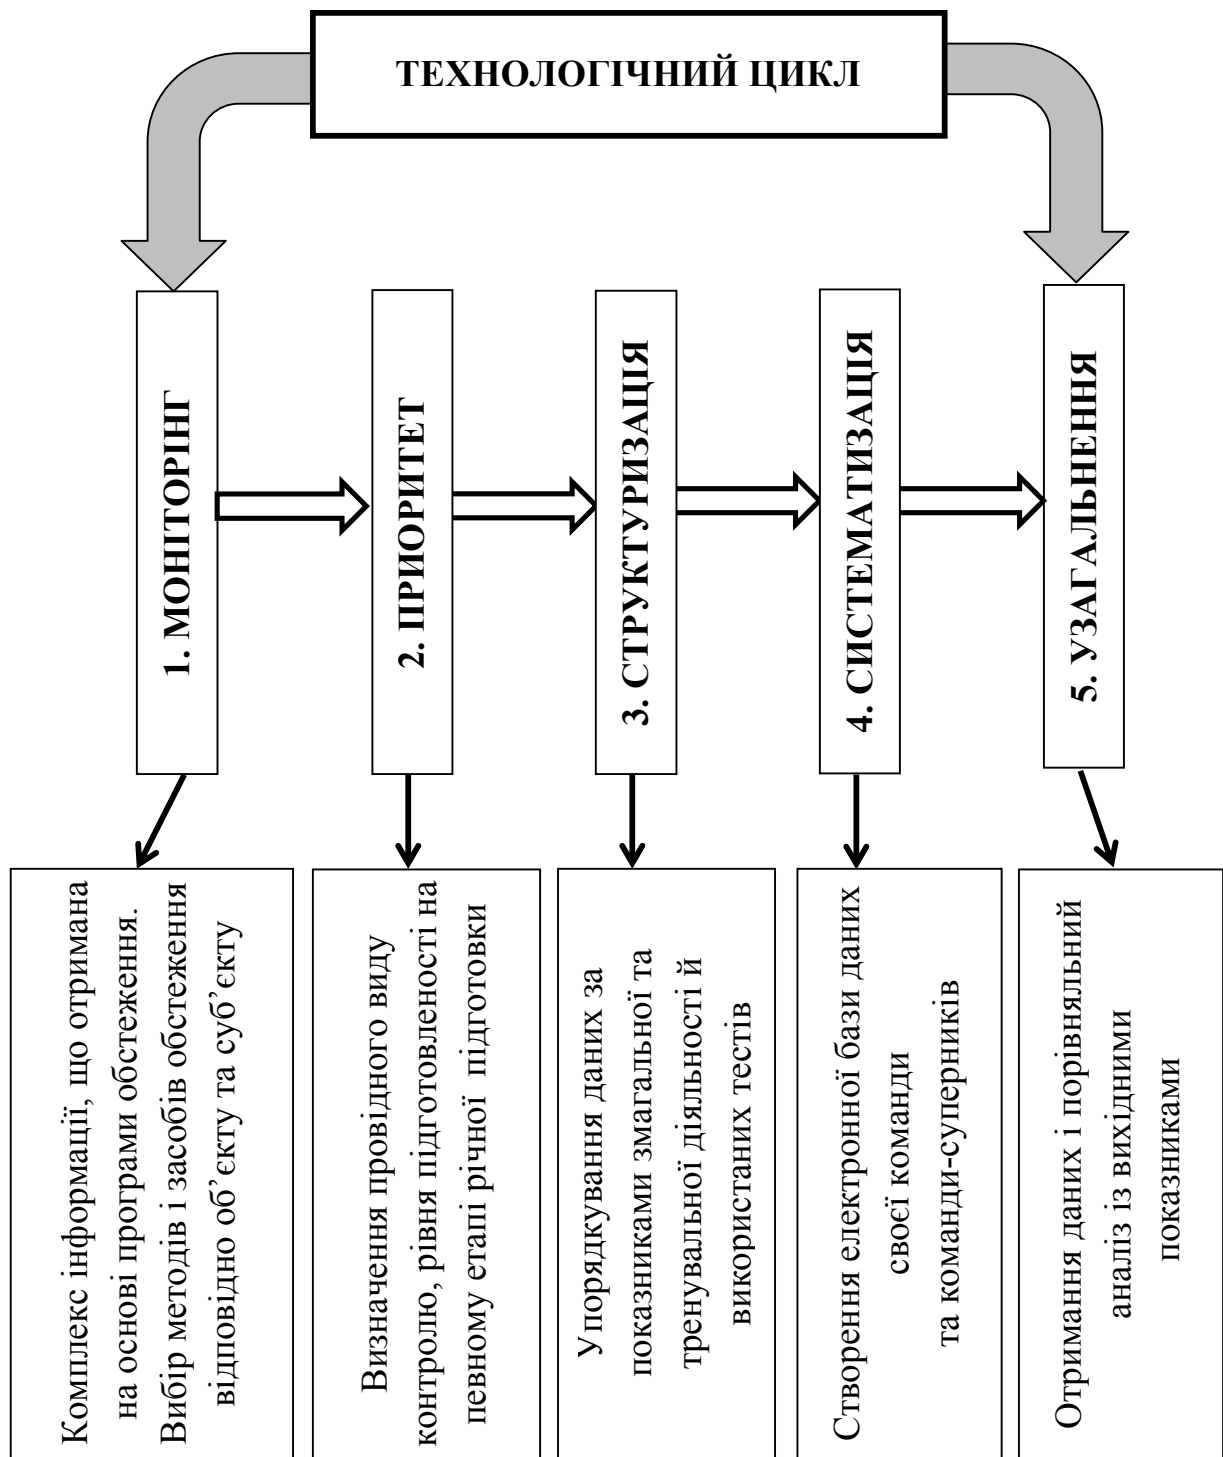 ТЕХНОЛОГІЧНИЙ ЦИКЛ
1. МОНІТОРІНГ
2. ПРИОРИТЕТ
3. СТРУКТУРИЗАЦІЯ
4. СИСТЕМАТИЗАЦІЯ
5. УЗАГАЛЬНЕННЯ
Комплекс інформації, що отримана
на основі програми обстеження.
Вибір методів і засобів обстеження
відповідно об’єкту та суб’єкту
Визначення провідного виду
контролю, рівня підготовленості на
певному етапі річної підготовки
Упорядкування даних за
показниками змагальної та
тренувальної діяльності й
використаних тестів
Створення електронної бази даних
своєї команди
та команди-суперників
Отримання даних і порівняльний
аналіз із вихідними
показниками